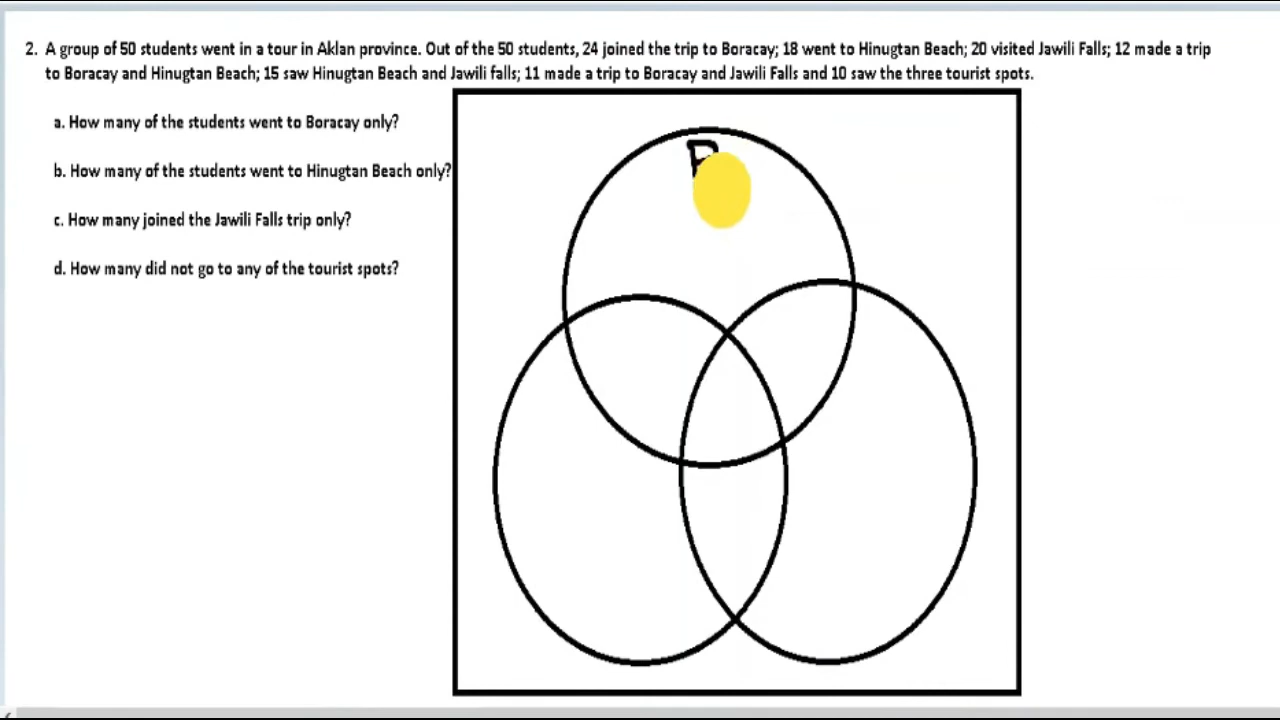 2. A group of 50 students went in a tour in Aklan province. Out of the 50 students, 24 joined the trip to Boracay; 18 went to Hinugtan Beach; 20 visited Jawili Falls; 12 made a trip
to Boracay and Hinugtan Beach; 15 saw Hinugtan Beach and Jawili falls; 11 made a trip to Boracay and Jawili Falls and 10 saw the three tourist spots.
a. How many of the students went to Boracay only?
b. How many of the students went to Hinugtan Beach only?
c. How many joined the Jawili Falls trip only?
d. How many did not go to any of the tourist spots?